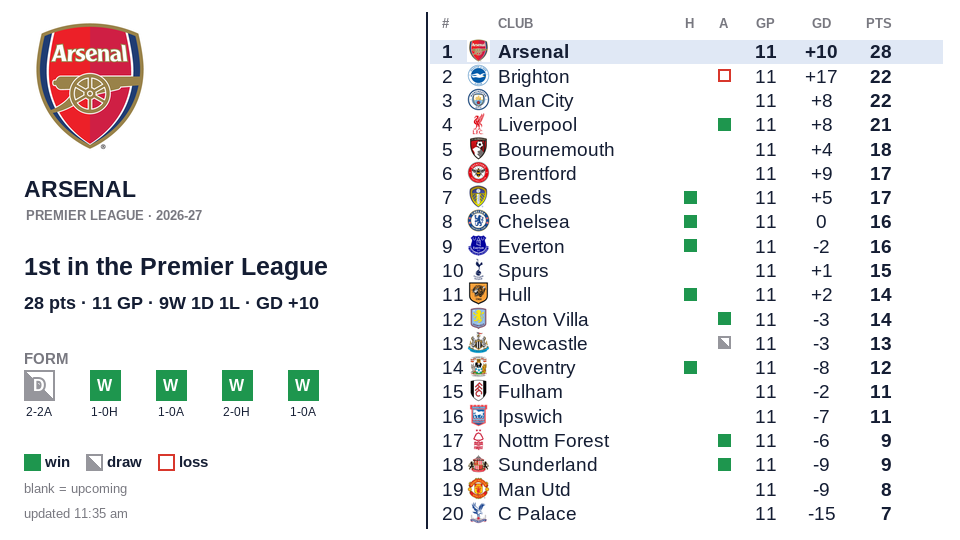 Arsenal
®
ARSENAL
PREMIER LEAGUE · 2026-27
1st in the Premier League
28 pts · 11 GP · 9W 1D 1L · GD +10
FORM
D W W W W
2-2A 1-0H 1-0A 2-0H 1-0A
win draw loss
blank = upcoming
updated 11:35 am
# CLUB H A GP GD PTS
1 Arsenal 11 +10 28
2 Brighton 11 +17 22
3 Man City 11 +8 22
4 Liverpool 11 +8 21
5 Bournemouth 11 +4 18
6 Brentford 11 +9 17
7 Leeds 11 +5 17
8 Chelsea 11 0 16
9 Everton 11 -2 16
10 Spurs 11 +1 15
11 Hull 11 +2 14
12 Aston Villa 11 -3 14
13 Newcastle 11 -3 13
14 Coventry 11 -8 12
15 Fulham 11 -2 11
16 Ipswich 11 -7 11
17 Nottm Forest 11 -6 9
18 Sunderland 11 -9 9
19 Man Utd 11 -9 8
20 C Palace 11 -15 7